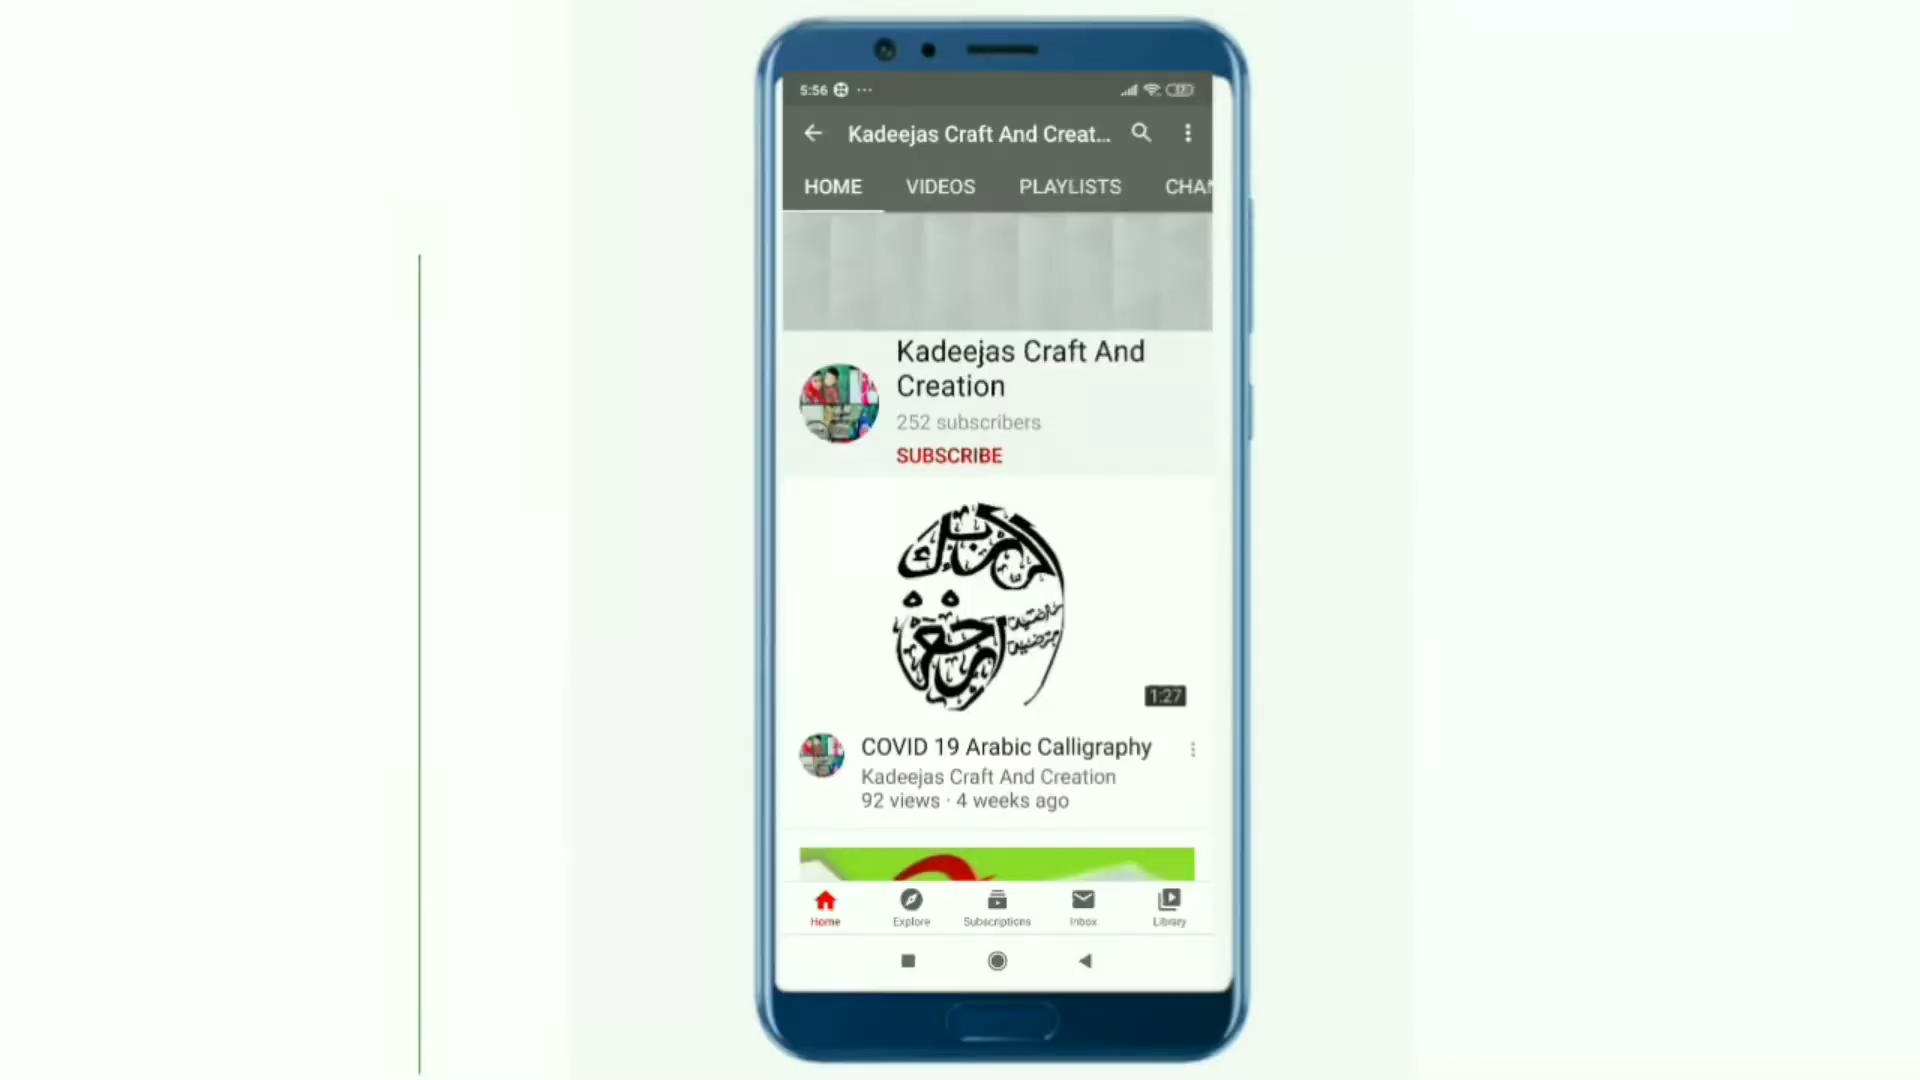 5:56
Kadeejas Craft And Creat...
HOME VIDEOS PLAYLISTS CHAN
Kadeejas Craft And
Creation
252 subscribers
SUBSCRIBE
1:27
COVID 19 Arabic Calligraphy
Kadeejas Craft And Creation
92 views · 4 weeks ago
Home Explore Subscriptions Inbox Library